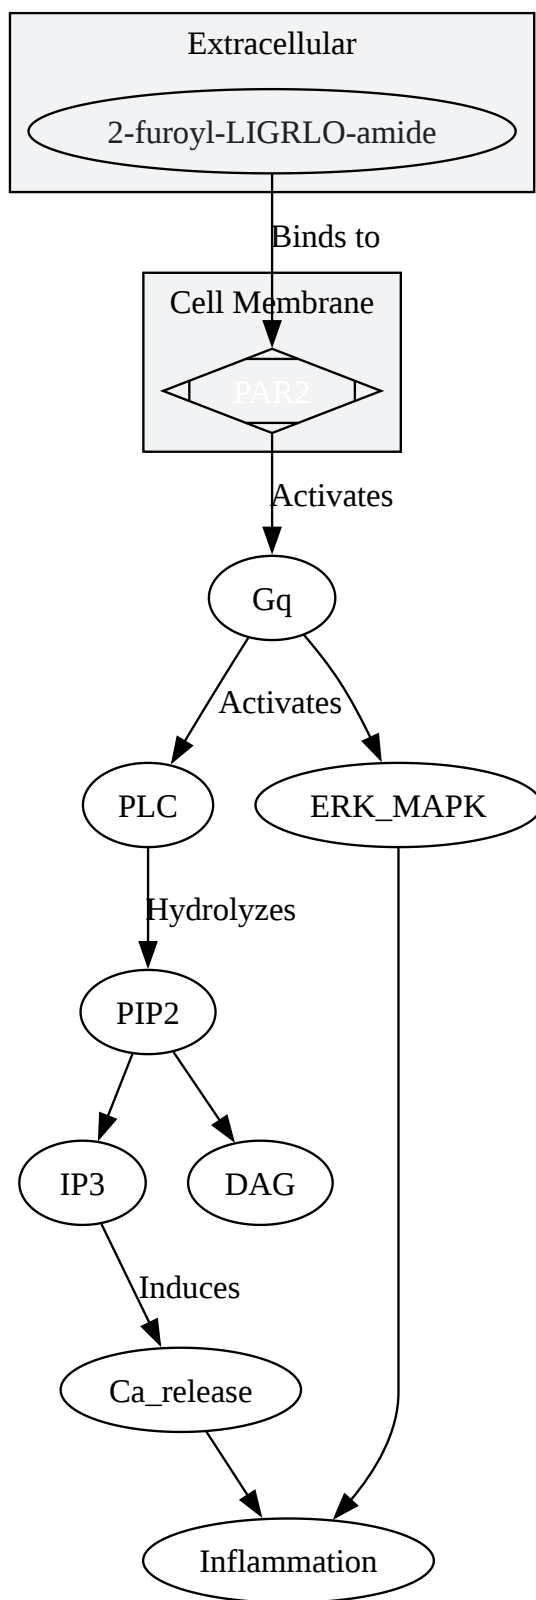 Extracellular
2-furoyl-LIGRLO-amide
Binds to
Cell Membrane
PAR2
Activates
Gq
Activates
PLC
ERK_MAPK
Hydrolyzes
PIP2
IP3
DAG
Induces
Ca_release
Inflammation